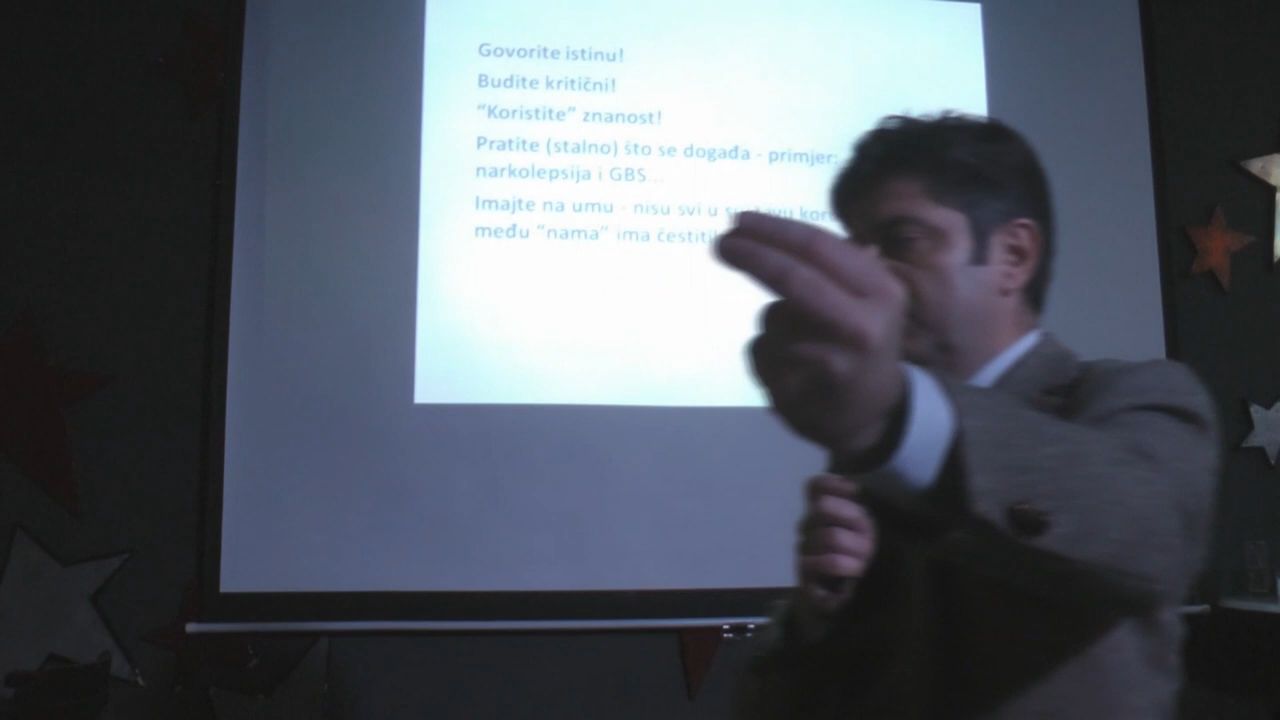 Govorite istinu!
Budite kritični!
“Koristite” znanost!
Pratite (stalno) što se događa - primjer:
narkolepsija i GBS...
Imajte na umu - nisu svi u
među “nama” ima